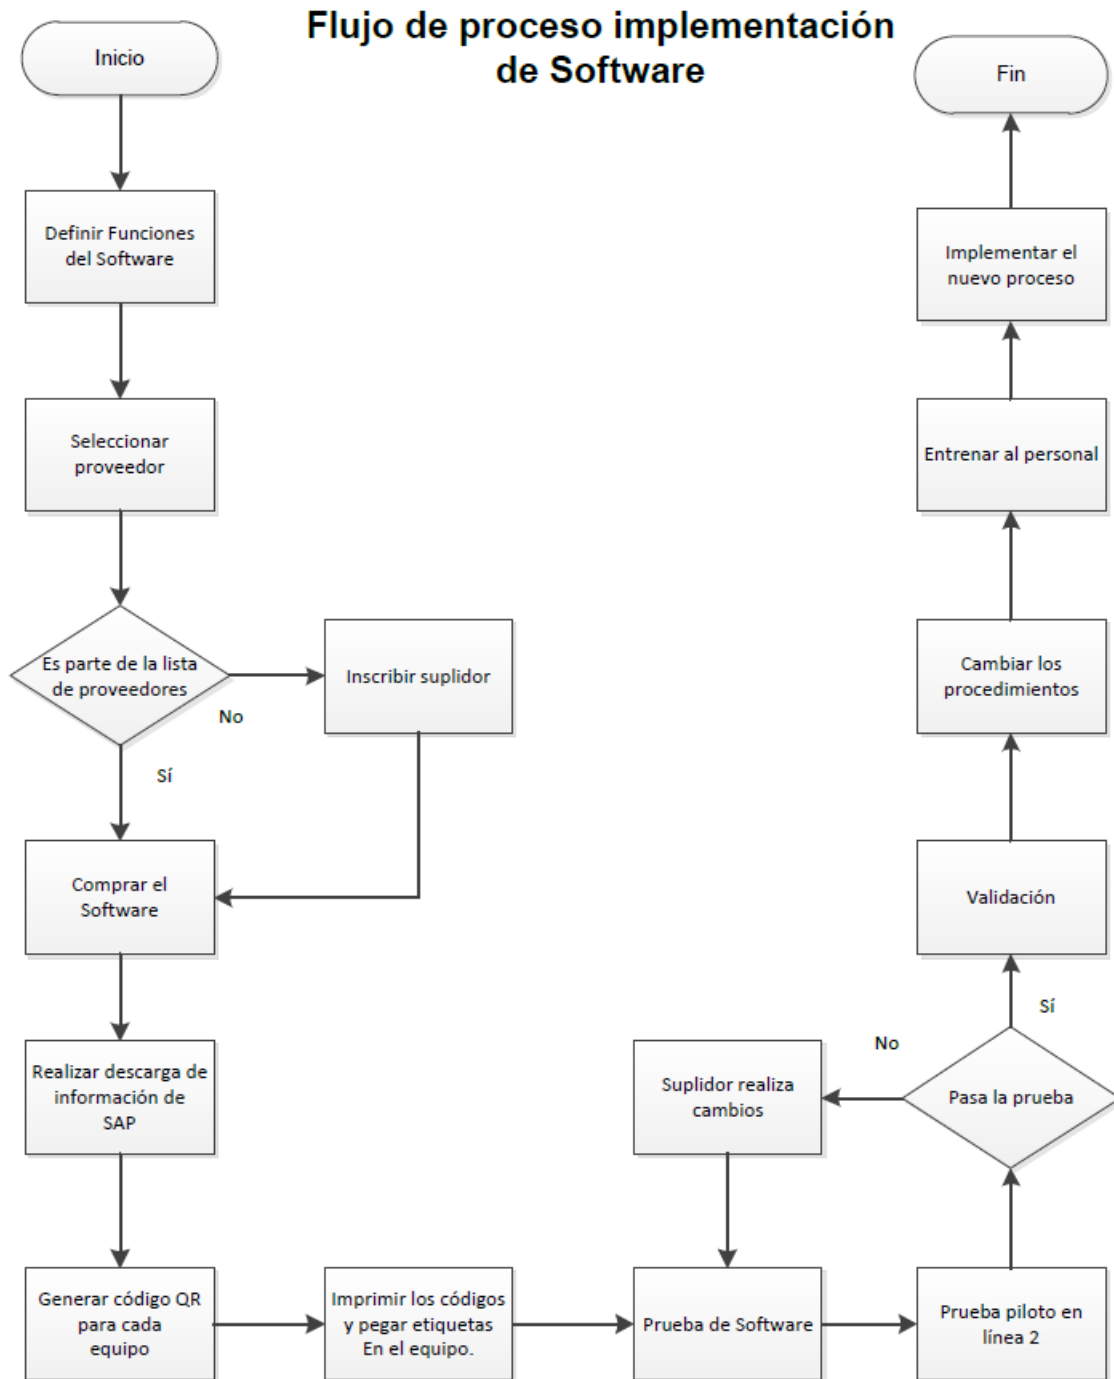 Flujo de proceso implementación
de Software
Inicio
Definir Funciones
del Software
Seleccionar
proveedor
Es parte de la lista
de proveedores
No
Inscribir suplidor
Sí
Comprar el
Software
Realizar descarga de
información de
SAP
Generar código QR
para cada
equipo
Imprimir los códigos
y pegar etiquetas
En el equipo.
Prueba de Software
Prueba piloto en
línea 2
Pasa la prueba
No
Suplidor realiza
cambios
Sí
Validación
Cambiar los
procedimientos
Entrenar al personal
Implementar el
nuevo proceso
Fin